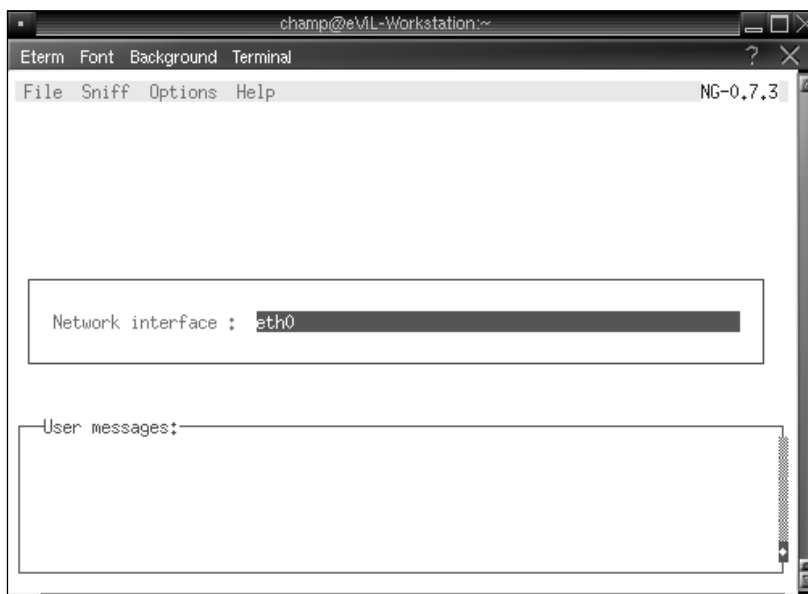 champ@eViL-Workstation:~
Eterm Font Background Terminal ? X
File Sniff Options Help NG-0.7.3
Network interface : eth0
User messages: